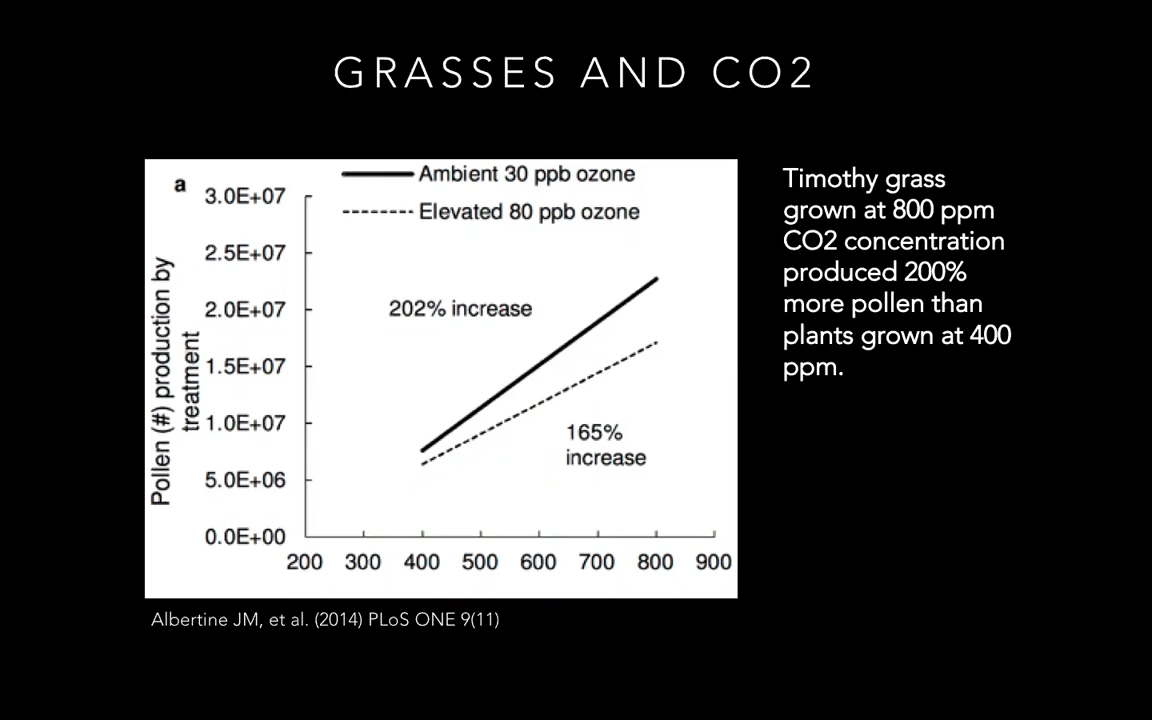 GRASSES AND CO2
a
Ambient 30 ppb ozone
Elevated 80 ppb ozone
3.0E+07
2.5E+07
2.0E+07
1.5E+07
1.0E+07
5.0E+06
0.0E+00
Pollen (#) production by
treatment
202% increase
165%
increase
200 300 400 500 600 700 800 900
Timothy grass
grown at 800 ppm
CO2 concentration
produced 200%
more pollen than
plants grown at 400
ppm.
Albertine JM, et al. (2014) PLoS ONE 9(11)